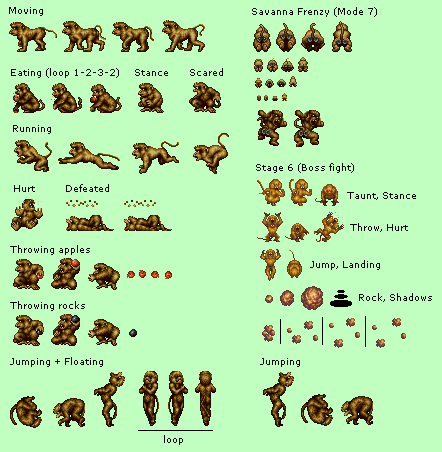 Moving
Eating (loop 1-2-3-2)
Stance
Scared
Running
Hurt
Defeated
Throwing apples
Throwing rocks
Jumping + Floating
loop
Savanna Frenzy (Mode 7)
Stage 6 (Boss fight)
Taunt, Stance
Throw, Hurt
Jump, Landing
Rock, Shadows
Jumping